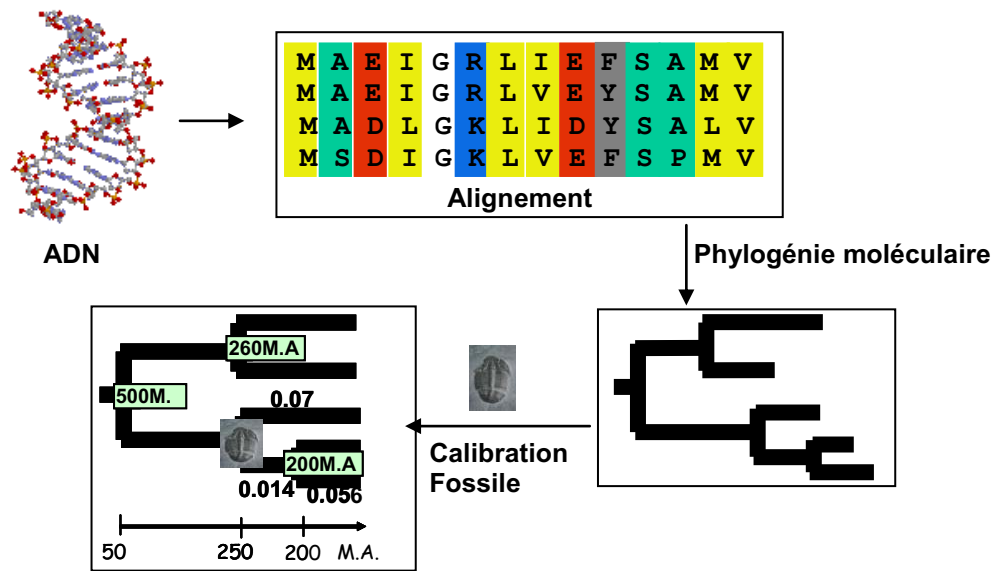 M A E I G R L I E F S A M V
M A E I G R L V E Y S A M V
M A D L G K L I D Y S A L V
M S D I G K L V E F S P M V
Alignement
ADN
Phylogénie moléculaire
260M.A
500M.
0.07
200M.A
0.014
0.056
50
250
200
M.A.
Calibration
Fossile